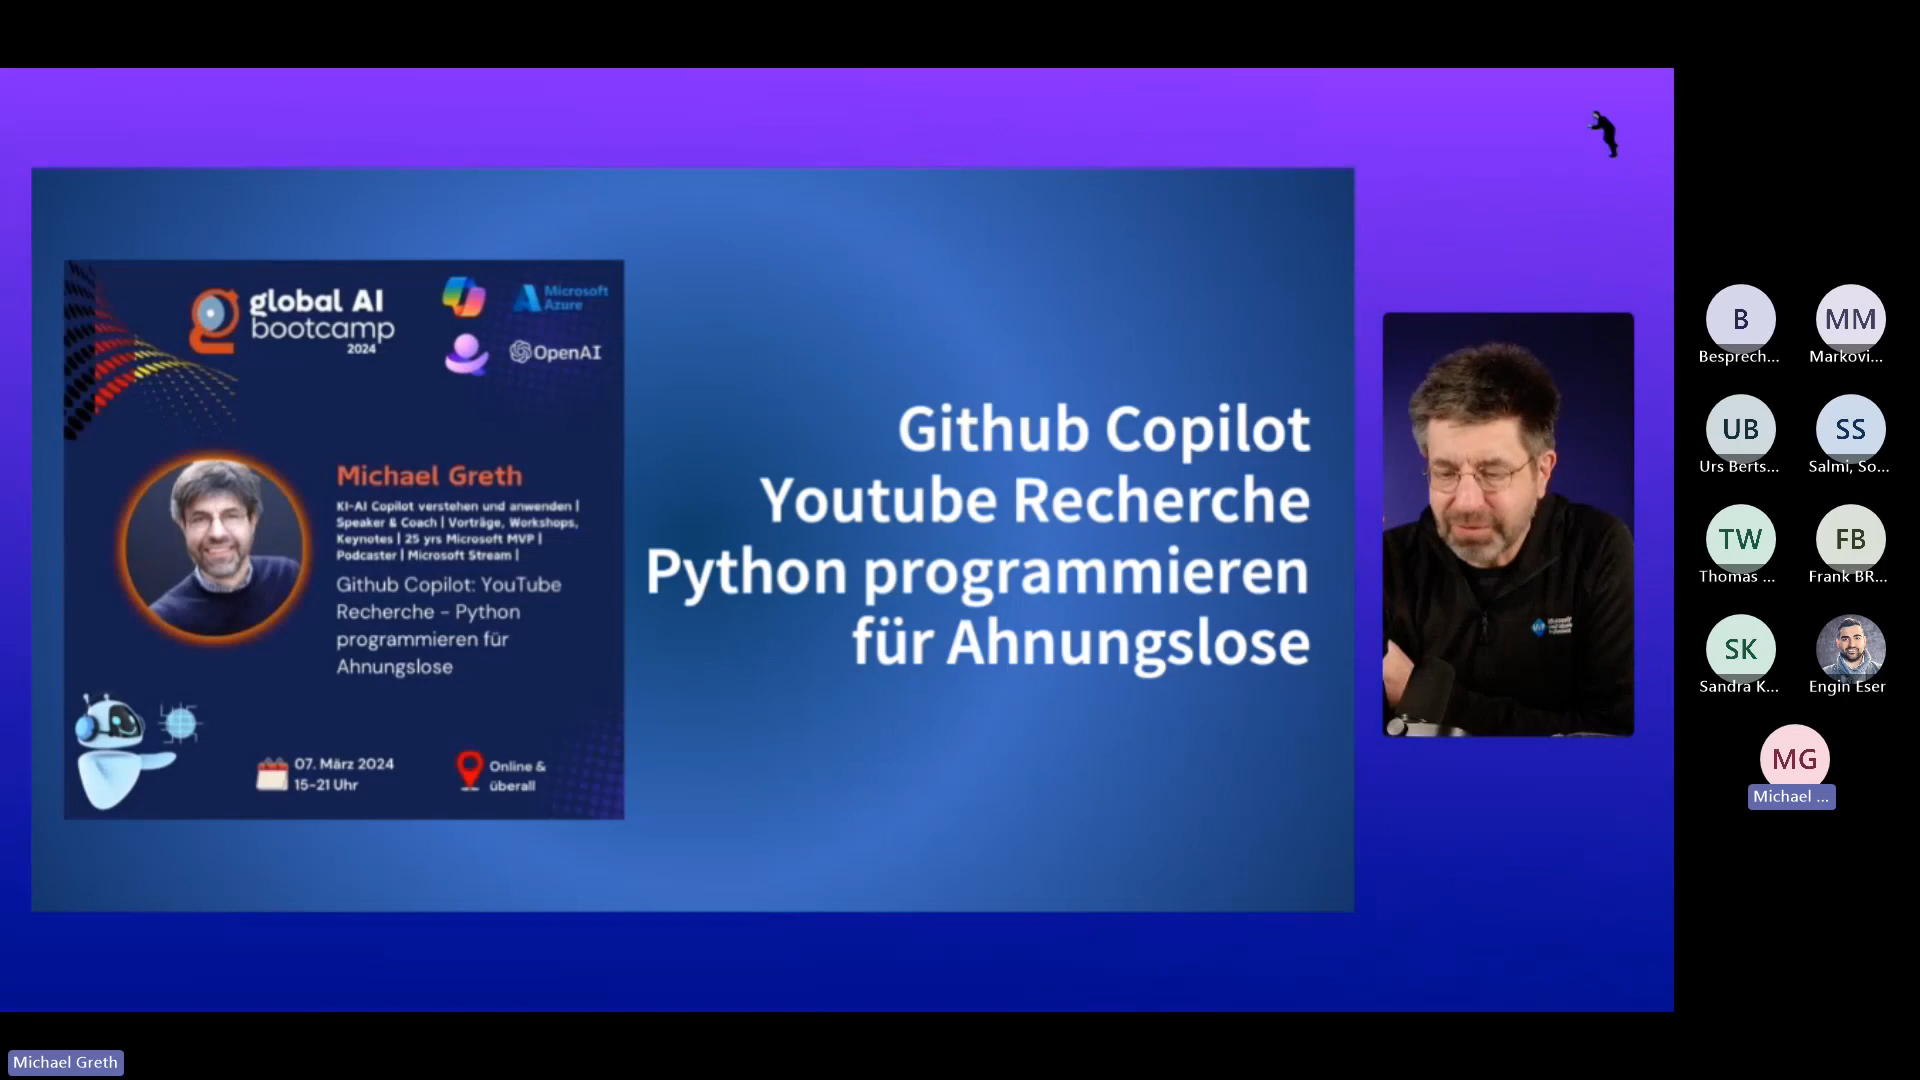 global AI
bootcamp
2024
Microsoft
Azure
OpenAI
Michael Greth
KI-AI Copilot verstehen und anwenden |
Speaker & Coach | Vorträge, Workshops,
Keynotes | 25 yrs Microsoft MVP |
Podcaster | Microsoft Stream |
Github Copilot: YouTube
Recherche - Python
programmieren für
Ahnungslose
07. März 2024
15-21 Uhr
Online &
überall
Github Copilot
Youtube Recherche
Python programmieren
für Ahnungslose
B
Besprech...
MM
Markovi...
UB
Urs Berts...
SS
Salmi, So...
TW
Thomas ...
FB
Frank BR...
SK
Sandra K...
Engin Eser
MG
Michael ...
Michael Greth